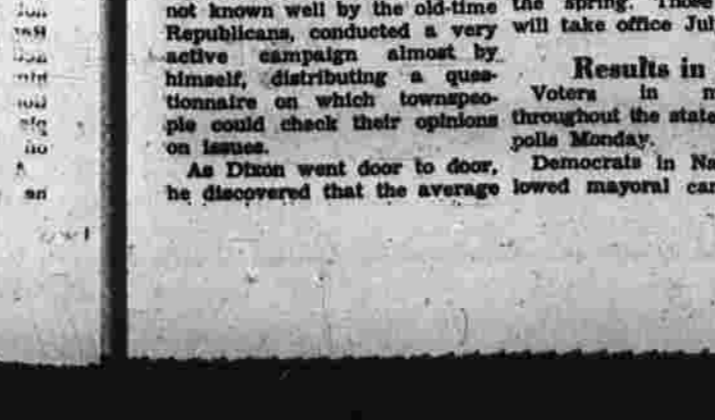 not known well by the old-time
Republicans, conducted a very
active campaign almost by
himself, distributing a ques-
tionnaire on which townspeo-
ple could check their opinions
on issues.
As Dixon went door to door,
he discovered that the average
the spring. Those
will take office Jul
Results in
Voters in
throughout the state
polls Monday.
Democrats in Na
lowed mayoral car